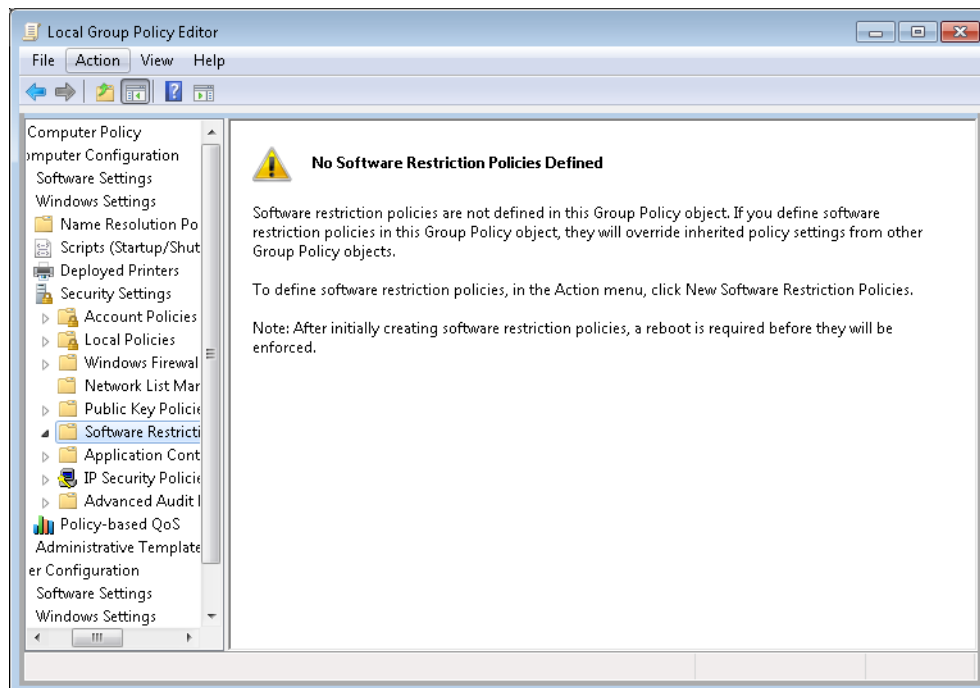 Local Group Policy Editor
File Action View Help
Computer Policy
omputer Configuration
Software Settings
Windows Settings
Name Resolution Po
Scripts (Startup/Shut
Deployed Printers
Security Settings
Account Policies
Local Policies
Windows Firewal
Network List Mar
Public Key Policie
Software Restricti
Application Cont
IP Security Policie
Advanced Audit I
Policy-based QoS
Administrative Template
er Configuration
Software Settings
Windows Settings
No Software Restriction Policies Defined
Software restriction policies are not defined in this Group Policy object. If you define software
restriction policies in this Group Policy object, they will override inherited policy settings from other
Group Policy objects.
To define software restriction policies, in the Action menu, click New Software Restriction Policies.
Note: After initially creating software restriction policies, a reboot is required before they will be
enforced.